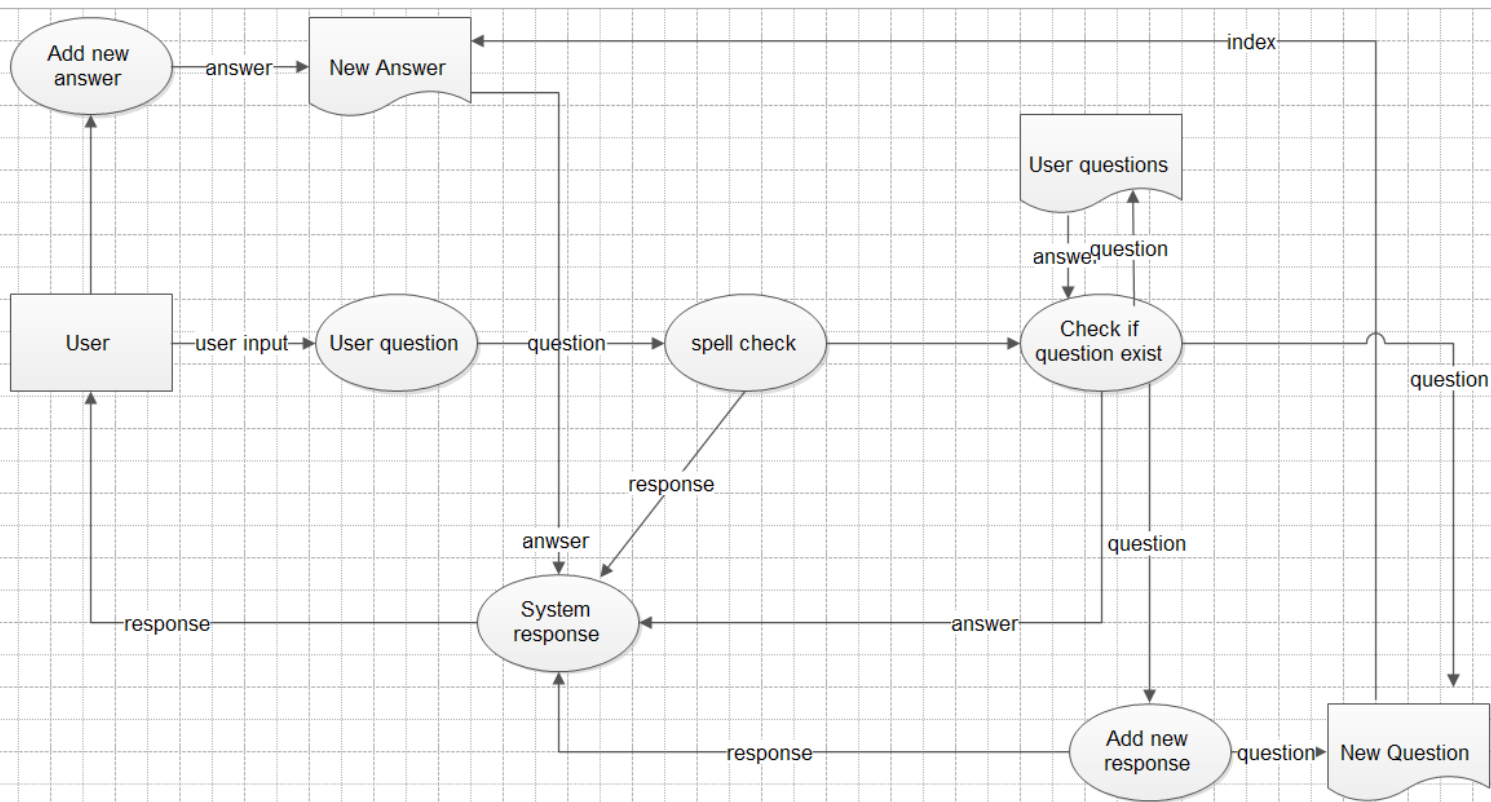 Add new
answer
answer
New Answer
index
User questions
answe
question
User
user input
User question
question
spell check
Check if
question exist
question
response
anwser
question
System
response
response
answer
response
Add new
response
question
New Question